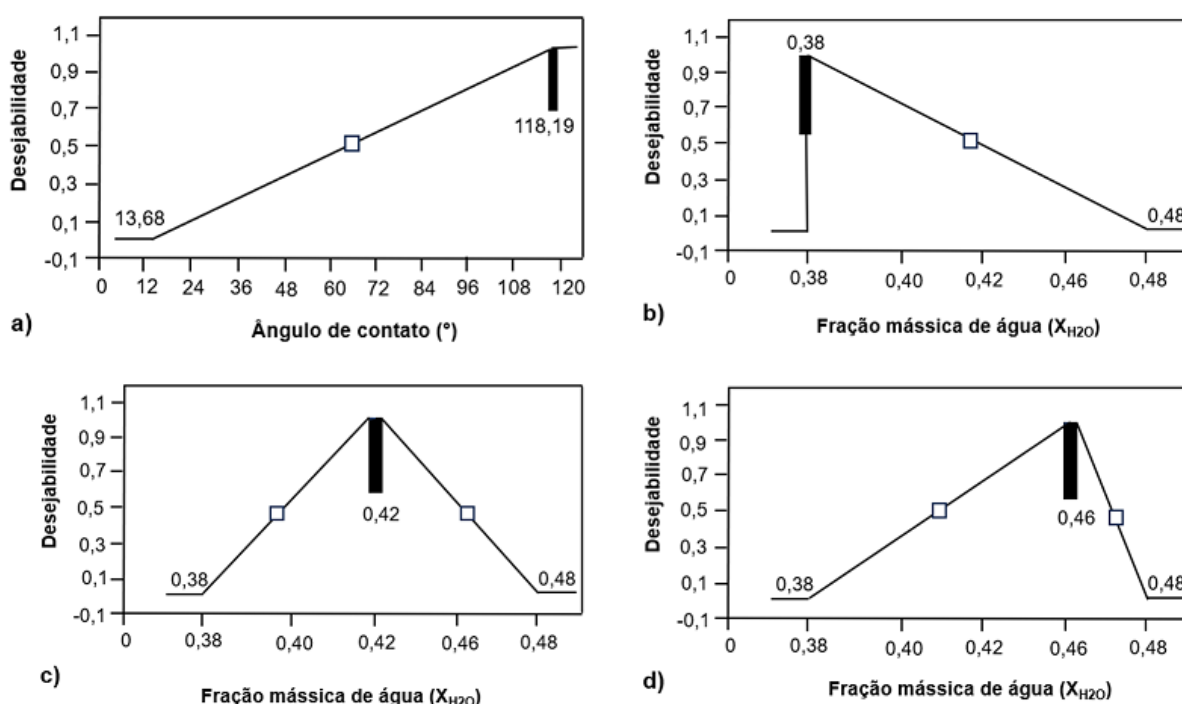 Desejabilidade
1,1
0,9
0,7
0,5
0,3
0,1
-0,1
13,68
118,19
0 12 24 36 48 60 72 84 96 108 120
a)
Ângulo de contato (°)
Desejabilidade
1,1
0,9
0,7
0,5
0,3
0,1
-0,1
0,38
0,48
0 0,38 0,40 0,42 0,46 0,48
b)
Fração mássica de água (XH2O)
Desejabilidade
1,1
0,9
0,7
0,5
0,3
0,1
-0,1
0,42
0,38
0,48
0 0,38 0,40 0,42 0,46 0,48
c)
Fração mássica de água (XH2O)
Desejabilidade
1,1
0,9
0,7
0,5
0,3
0,1
-0,1
0,46
0,38
0,48
0 0,38 0,40 0,42 0,46 0,48
d)
Fração mássica de água (XH2O)